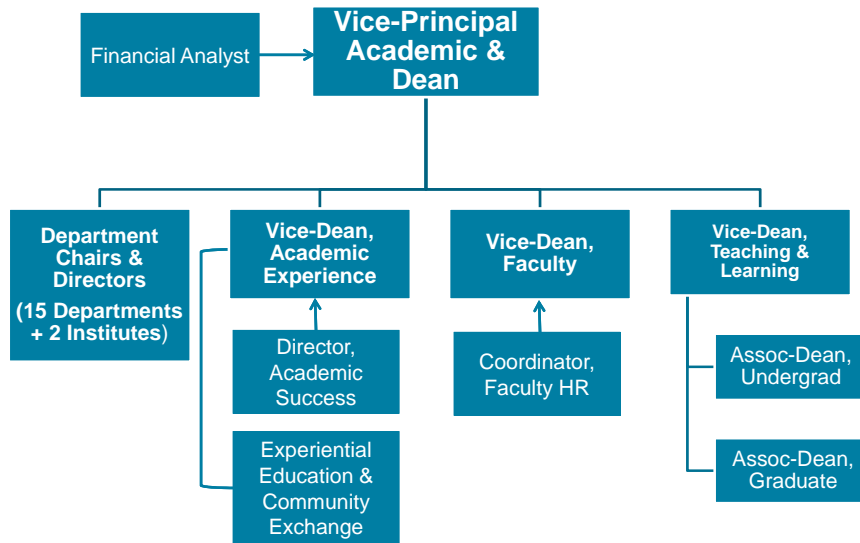 Financial Analyst
Vice-Principal
Academic &
Dean
Department
Chairs &
Directors
(15 Departments
+ 2 Institutes)
Vice-Dean,
Academic
Experience
Vice-Dean,
Faculty
Vice-Dean,
Teaching &
Learning
Director,
Academic
Success
Coordinator,
Faculty HR
Assoc-Dean,
Undergrad
Experiential
Education &
Community
Exchange
Assoc-Dean,
Graduate